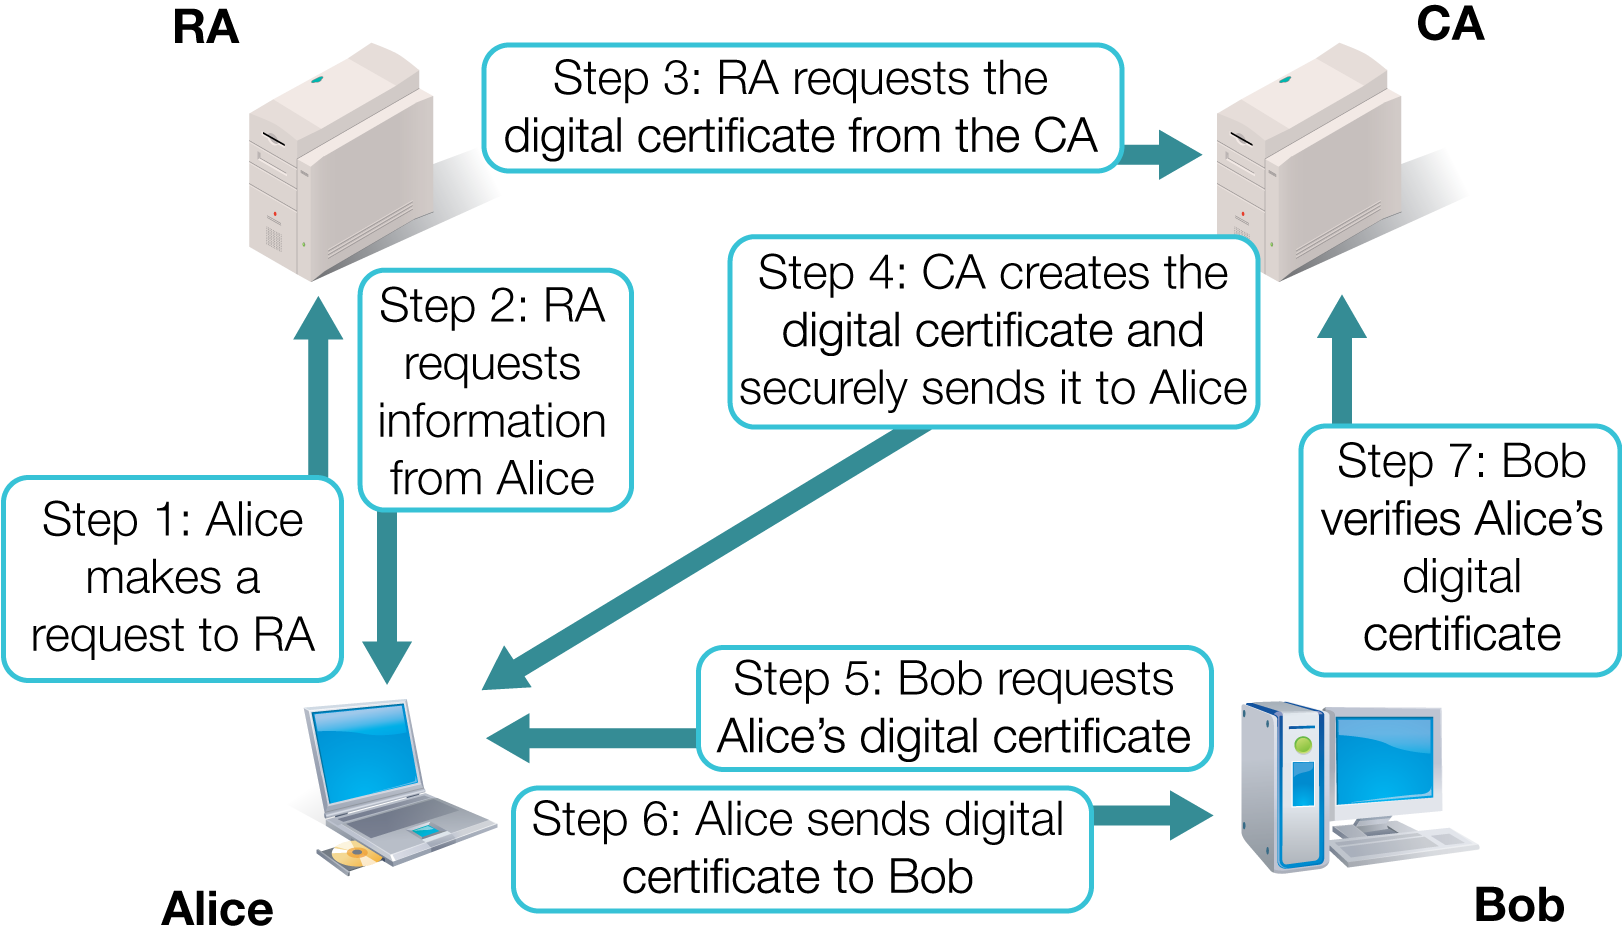 RA
CA
Step 3: RA requests the
digital certificate from the CA
Step 4: CA creates the
digital certificate and
securely sends it to Alice
Step 2: RA
requests
information
from Alice
Step 1: Alice
makes a
request to RA
Step 7: Bob
verifies Alice’s
digital
certificate
Step 5: Bob requests
Alice’s digital certificate
Step 6: Alice sends digital
certificate to Bob
Alice
Bob